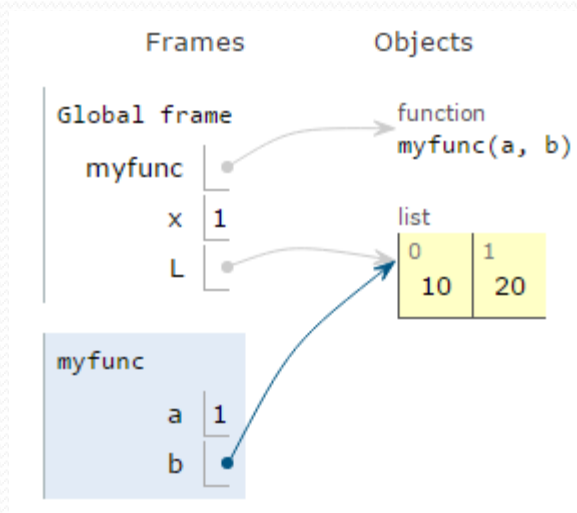 Frames Objects
Global frame
function
myfunc(a, b)
myfunc
x 1
list
L
0 1
10 20
myfunc
a 1
b